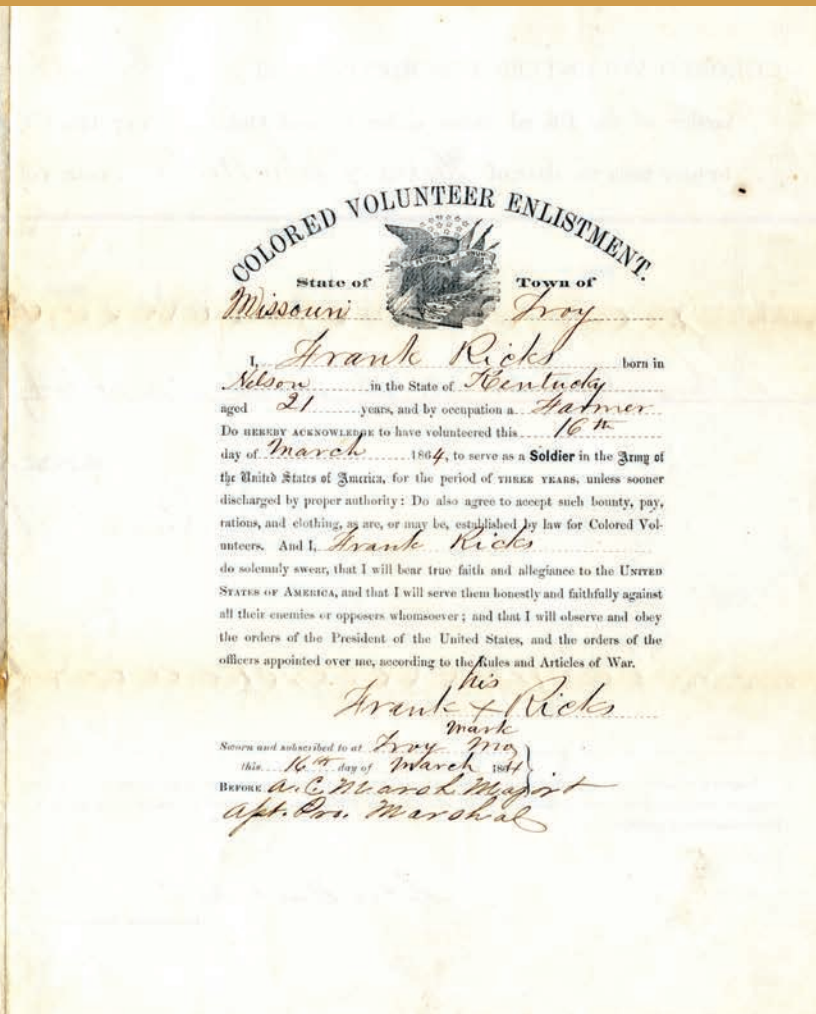 COLORED VOLUNTEER ENLISTMENT.
State of Town of
Missouri Troy
I, Frank Ricks born in
Nelson in the State of Kentucky
aged 21 years, and by occupation a Farmer
Do HEREBY ACKNOWLEDGE to have volunteered this 16th
day of March 1864, to serve as a Soldier in the Army of
the United States of America, for the period of THREE YEARS, unless sooner
discharged by proper authority: Do also agree to accept such bounty, pay,
rations, and clothing, as are, or may be, established by law for Colored Vol-
unteers. And I, Frank Ricks
do solemnly swear, that I will bear true faith and allegiance to the UNITED
STATES OF AMERICA, and that I will serve them honestly and faithfully against
all their enemies or opposers whomsoever; and that I will observe and obey
the orders of the President of the United States, and the orders of the
officers appointed over me, according to the Rules and Articles of War.
his
Frank X Ricks
mark
Sworn and subscribed to at Troy Mo
this 16th day of March 1864
BEFORE A. C. Marsh Major &
Pro. Marshal